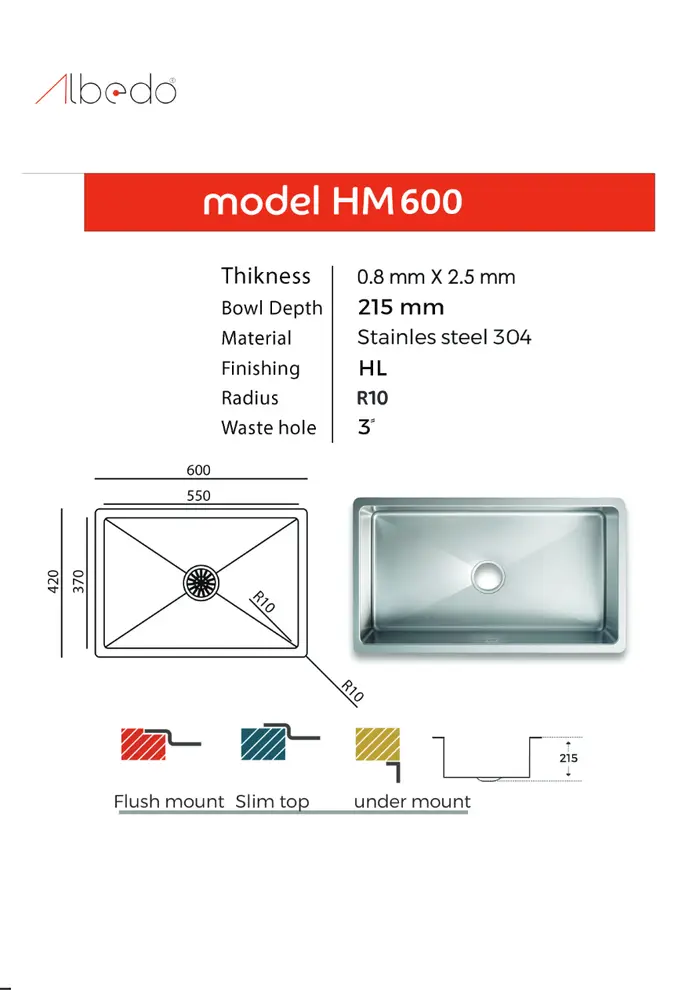 Albedo®
model HM600
Thikness 0.8 mm X 2.5 mm
Bowl Depth 215 mm
Material Stainles steel 304
Finishing HL
Radius R10
Waste hole 3"
600
550
420
370
R10
R10
215
Flush mount Slim top under mount